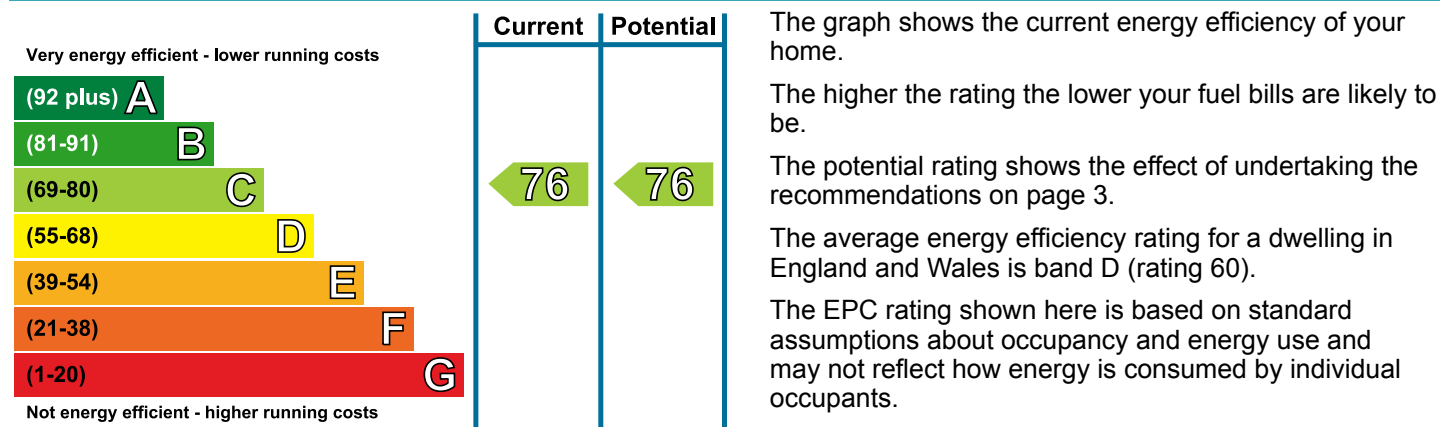 Current Potential
Very energy efficient - lower running costs
(92 plus) A
(81-91) B
(69-80) C
76 76
(55-68) D
(39-54) E
(21-38) F
(1-20) G
Not energy efficient - higher running costs
The graph shows the current energy efficiency of your
home.
The higher the rating the lower your fuel bills are likely to
be.
The potential rating shows the effect of undertaking the
recommendations on page 3.
The average energy efficiency rating for a dwelling in
England and Wales is band D (rating 60).
The EPC rating shown here is based on standard
assumptions about occupancy and energy use and
may not reflect how energy is consumed by individual
occupants.